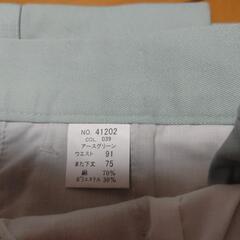 NO. 41202
COL 039
アースグリーン
ウエスト 91
また下丈 75
綿 70%
ポリエステル 30%